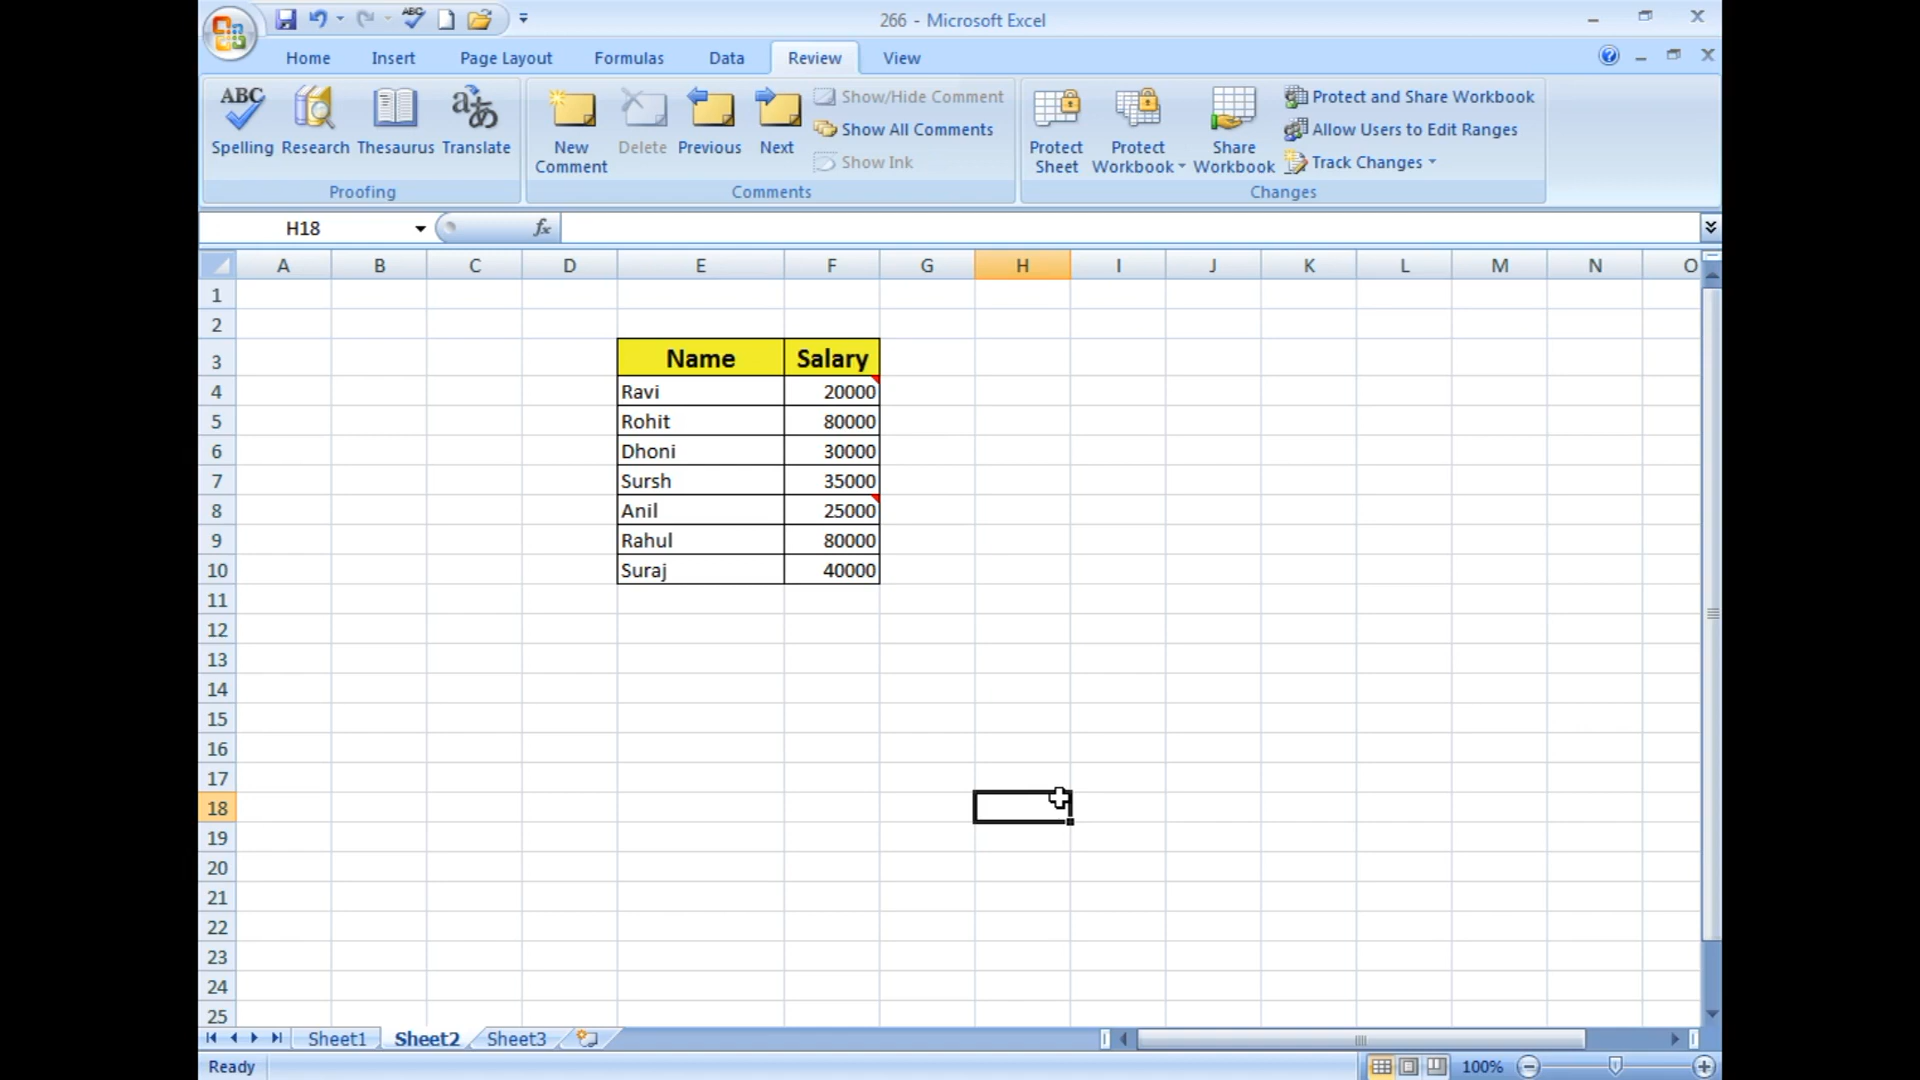 266 - Microsoft Excel
Home Insert Page Layout Formulas Data Review View
ABC
Spelling Research Thesaurus Translate
Proofing
New Comment Delete Previous Next
Show/Hide Comment
Show All Comments
Show Ink
Comments
Protect Sheet Protect Workbook Share Workbook
Protect and Share Workbook
Allow Users to Edit Ranges
Track Changes
Changes
H18 fx
A B C D E F G H I J K L M N O
1
2
3 Name Salary
4 Ravi 20000
5 Rohit 80000
6 Dhoni 30000
7 Sursh 35000
8 Anil 25000
9 Rahul 80000
10 Suraj 40000
11
12
13
14
15
16
17
18
19
20
21
22
23
24
25
Sheet1 Sheet2 Sheet3
Ready 100%